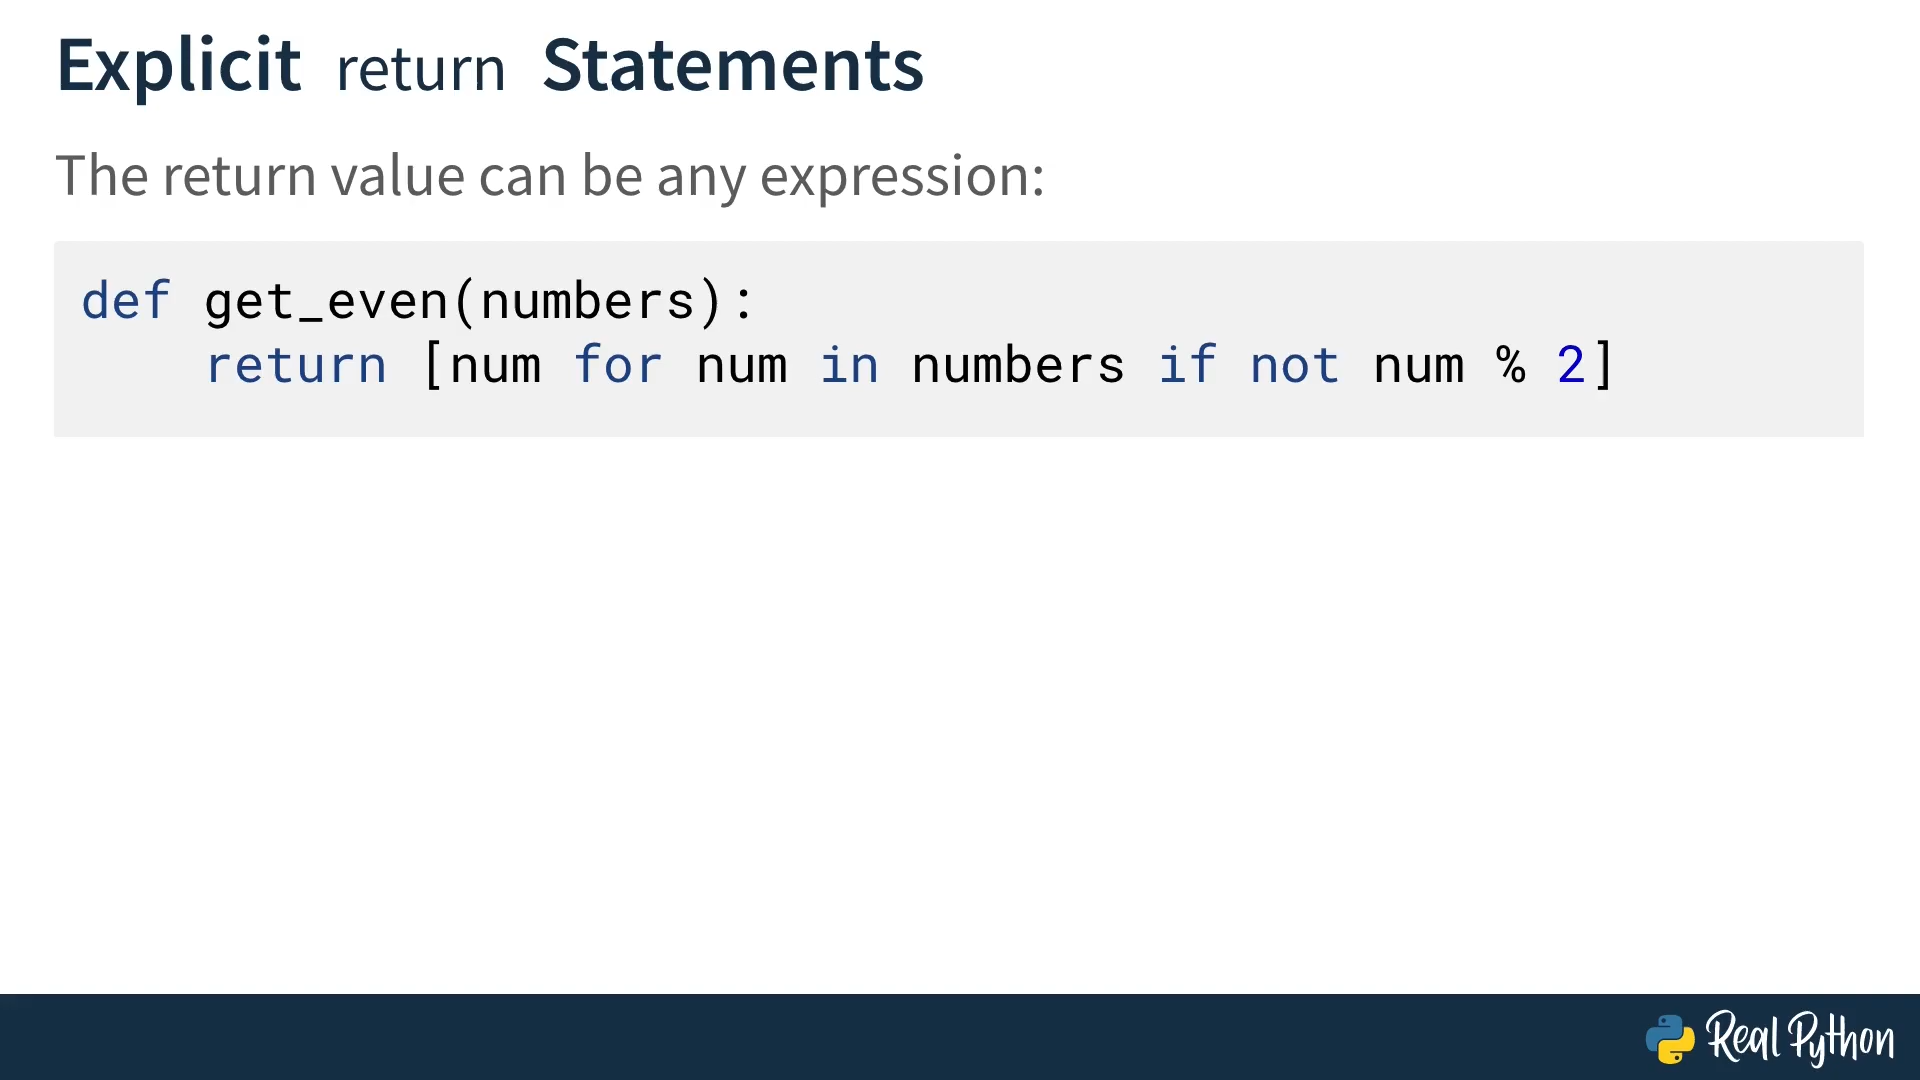 Explicit return Statements
The return value can be any expression:
def get_even(numbers):
    return [num for num in numbers if not num % 2]
Real Python